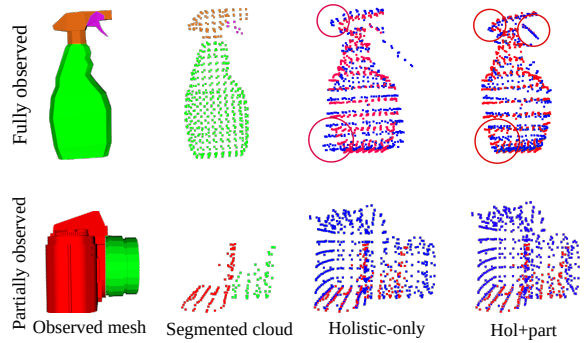 Fully observed
Partially observed
Observed mesh
Segmented cloud
Holistic-only
Hol+part